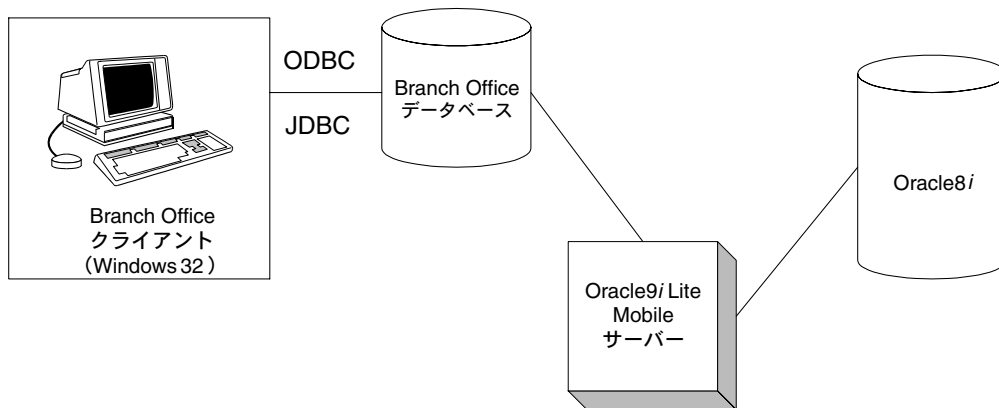 ODBC
JDBC
Branch Office
クライアント
（Windows 32）
Branch Office
データベース
Oracle9i Lite
Mobile
サーバー
Oracle8i